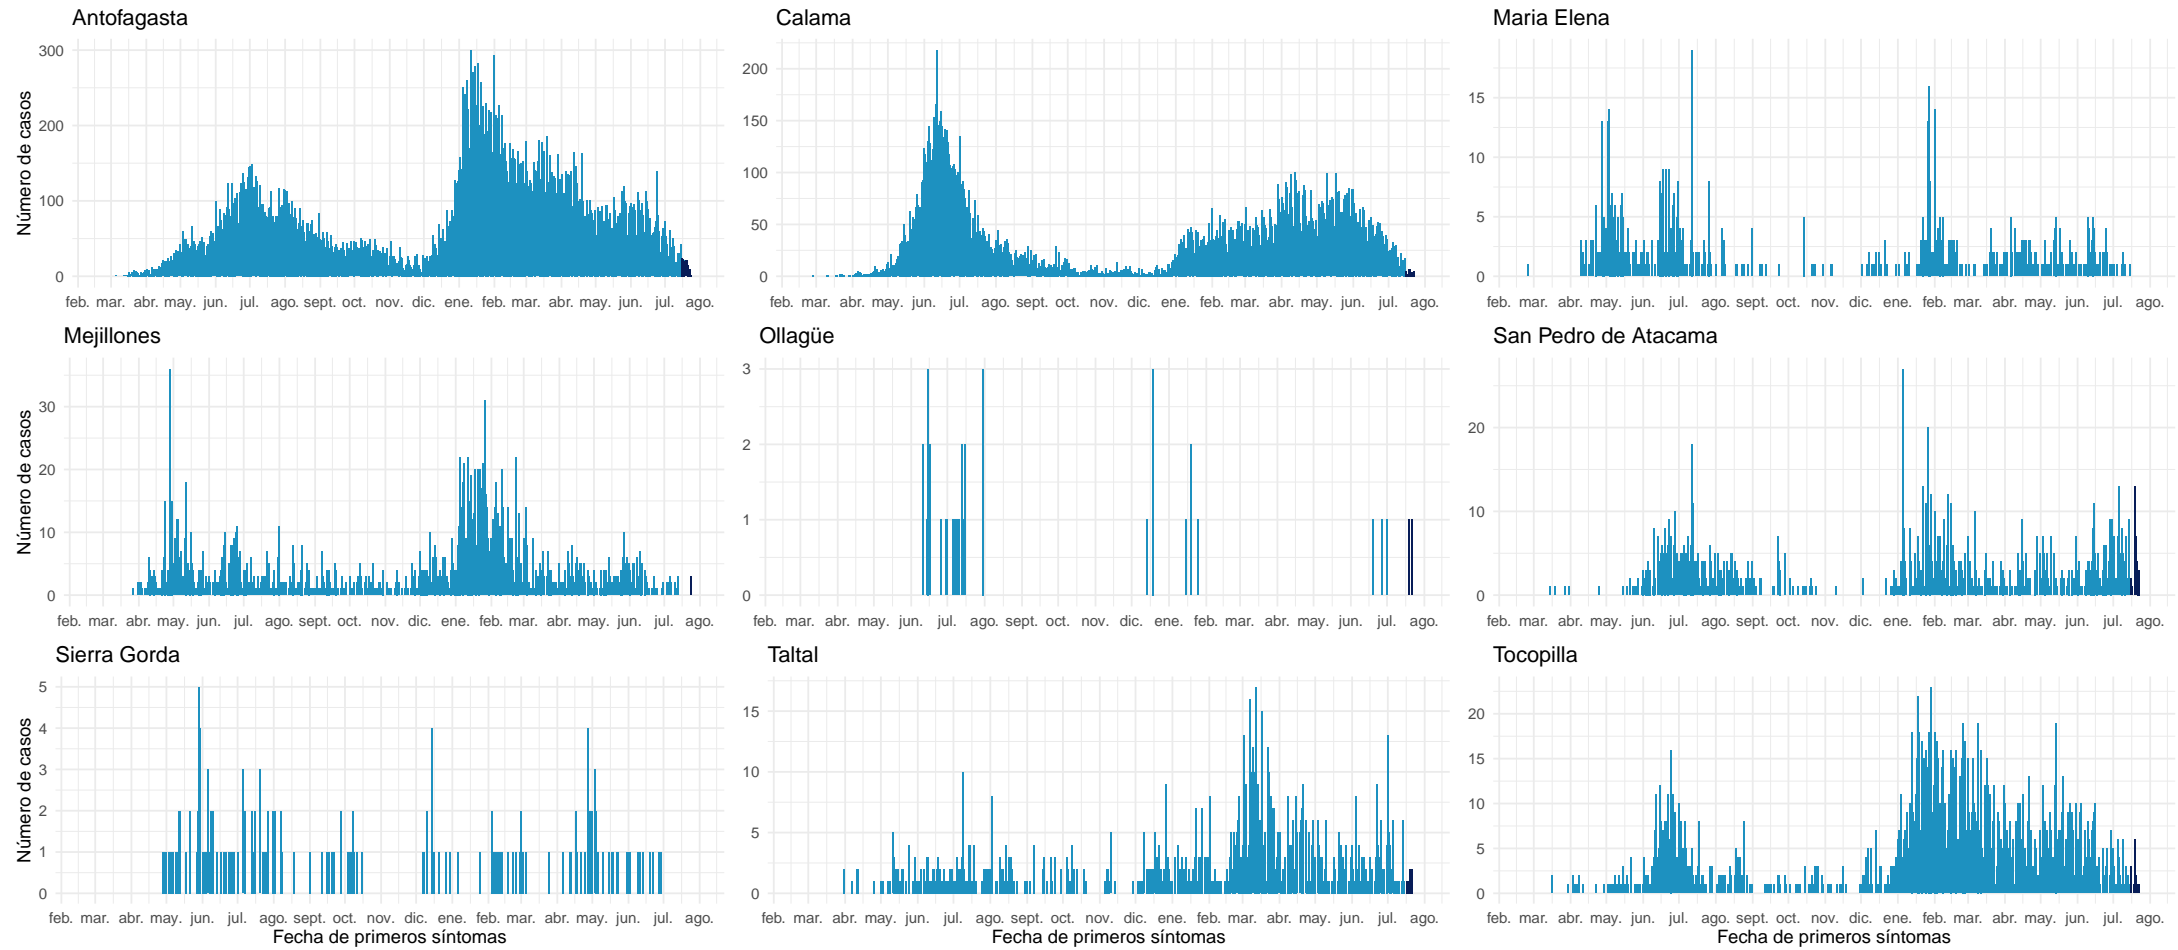 Antofagasta
Calama
Maria Elena
Número de casos
300
200
100
0
feb. mar. abr. may. jun. jul. ago. sept. oct. nov. dic. ene. feb. mar. abr. may. jun. jul. ago.
200
150
100
50
0
feb. mar. abr. may. jun. jul. ago. sept. oct. nov. dic. ene. feb. mar. abr. may. jun. jul. ago.
15
10
5
0
feb. mar. abr. may. jun. jul. ago. sept. oct. nov. dic. ene. feb. mar. abr. may. jun. jul. ago.
Mejillones
Ollagüe
San Pedro de Atacama
Número de casos
30
20
10
0
feb. mar. abr. may. jun. jul. ago. sept. oct. nov. dic. ene. feb. mar. abr. may. jun. jul. ago.
3
2
1
0
feb. mar. abr. may. jun. jul. ago. sept. oct. nov. dic. ene. feb. mar. abr. may. jun. jul. ago.
20
10
0
feb. mar. abr. may. jun. jul. ago. sept. oct. nov. dic. ene. feb. mar. abr. may. jun. jul. ago.
Sierra Gorda
Taltal
Tocopilla
Número de casos
5
4
3
2
1
0
feb. mar. abr. may. jun. jul. ago. sept. oct. nov. dic. ene. feb. mar. abr. may. jun. jul. ago.
Fecha de primeros síntomas
15
10
5
0
feb. mar. abr. may. jun. jul. ago. sept. oct. nov. dic. ene. feb. mar. abr. may. jun. jul. ago.
Fecha de primeros síntomas
20
15
10
5
0
feb. mar. abr. may. jun. jul. ago. sept. oct. nov. dic. ene. feb. mar. abr. may. jun. jul. ago.
Fecha de primeros síntomas